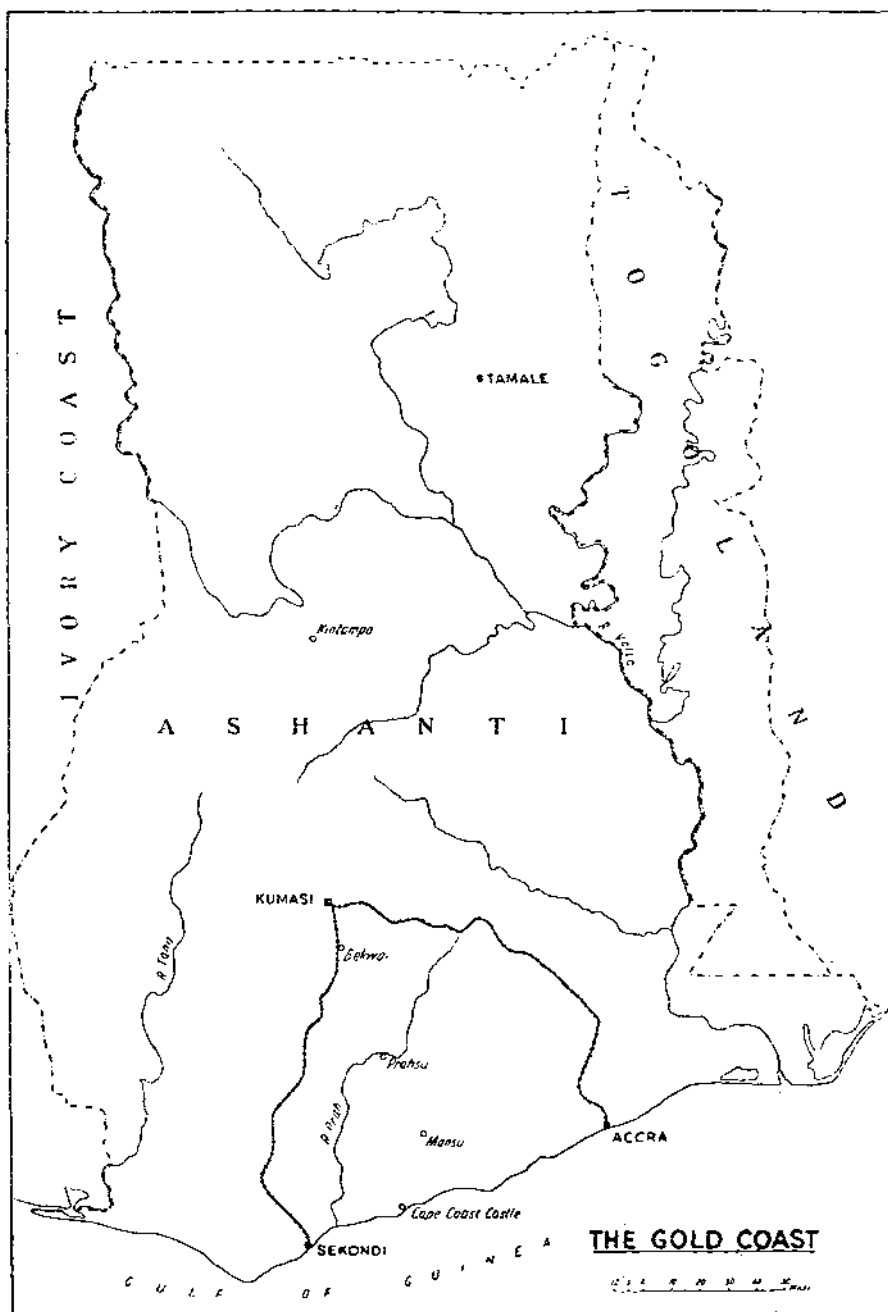 TOGOLAND
IVORY COAST
TAMALE
Kintampo
R Volta
ASHANTI
KUMASI
R Tano
Bekwai
Prahsu
R Prah
Mansu
ACCRA
Cape Coast Castle
SEKONDI
GULF OF GUINEA
THE GOLD COAST